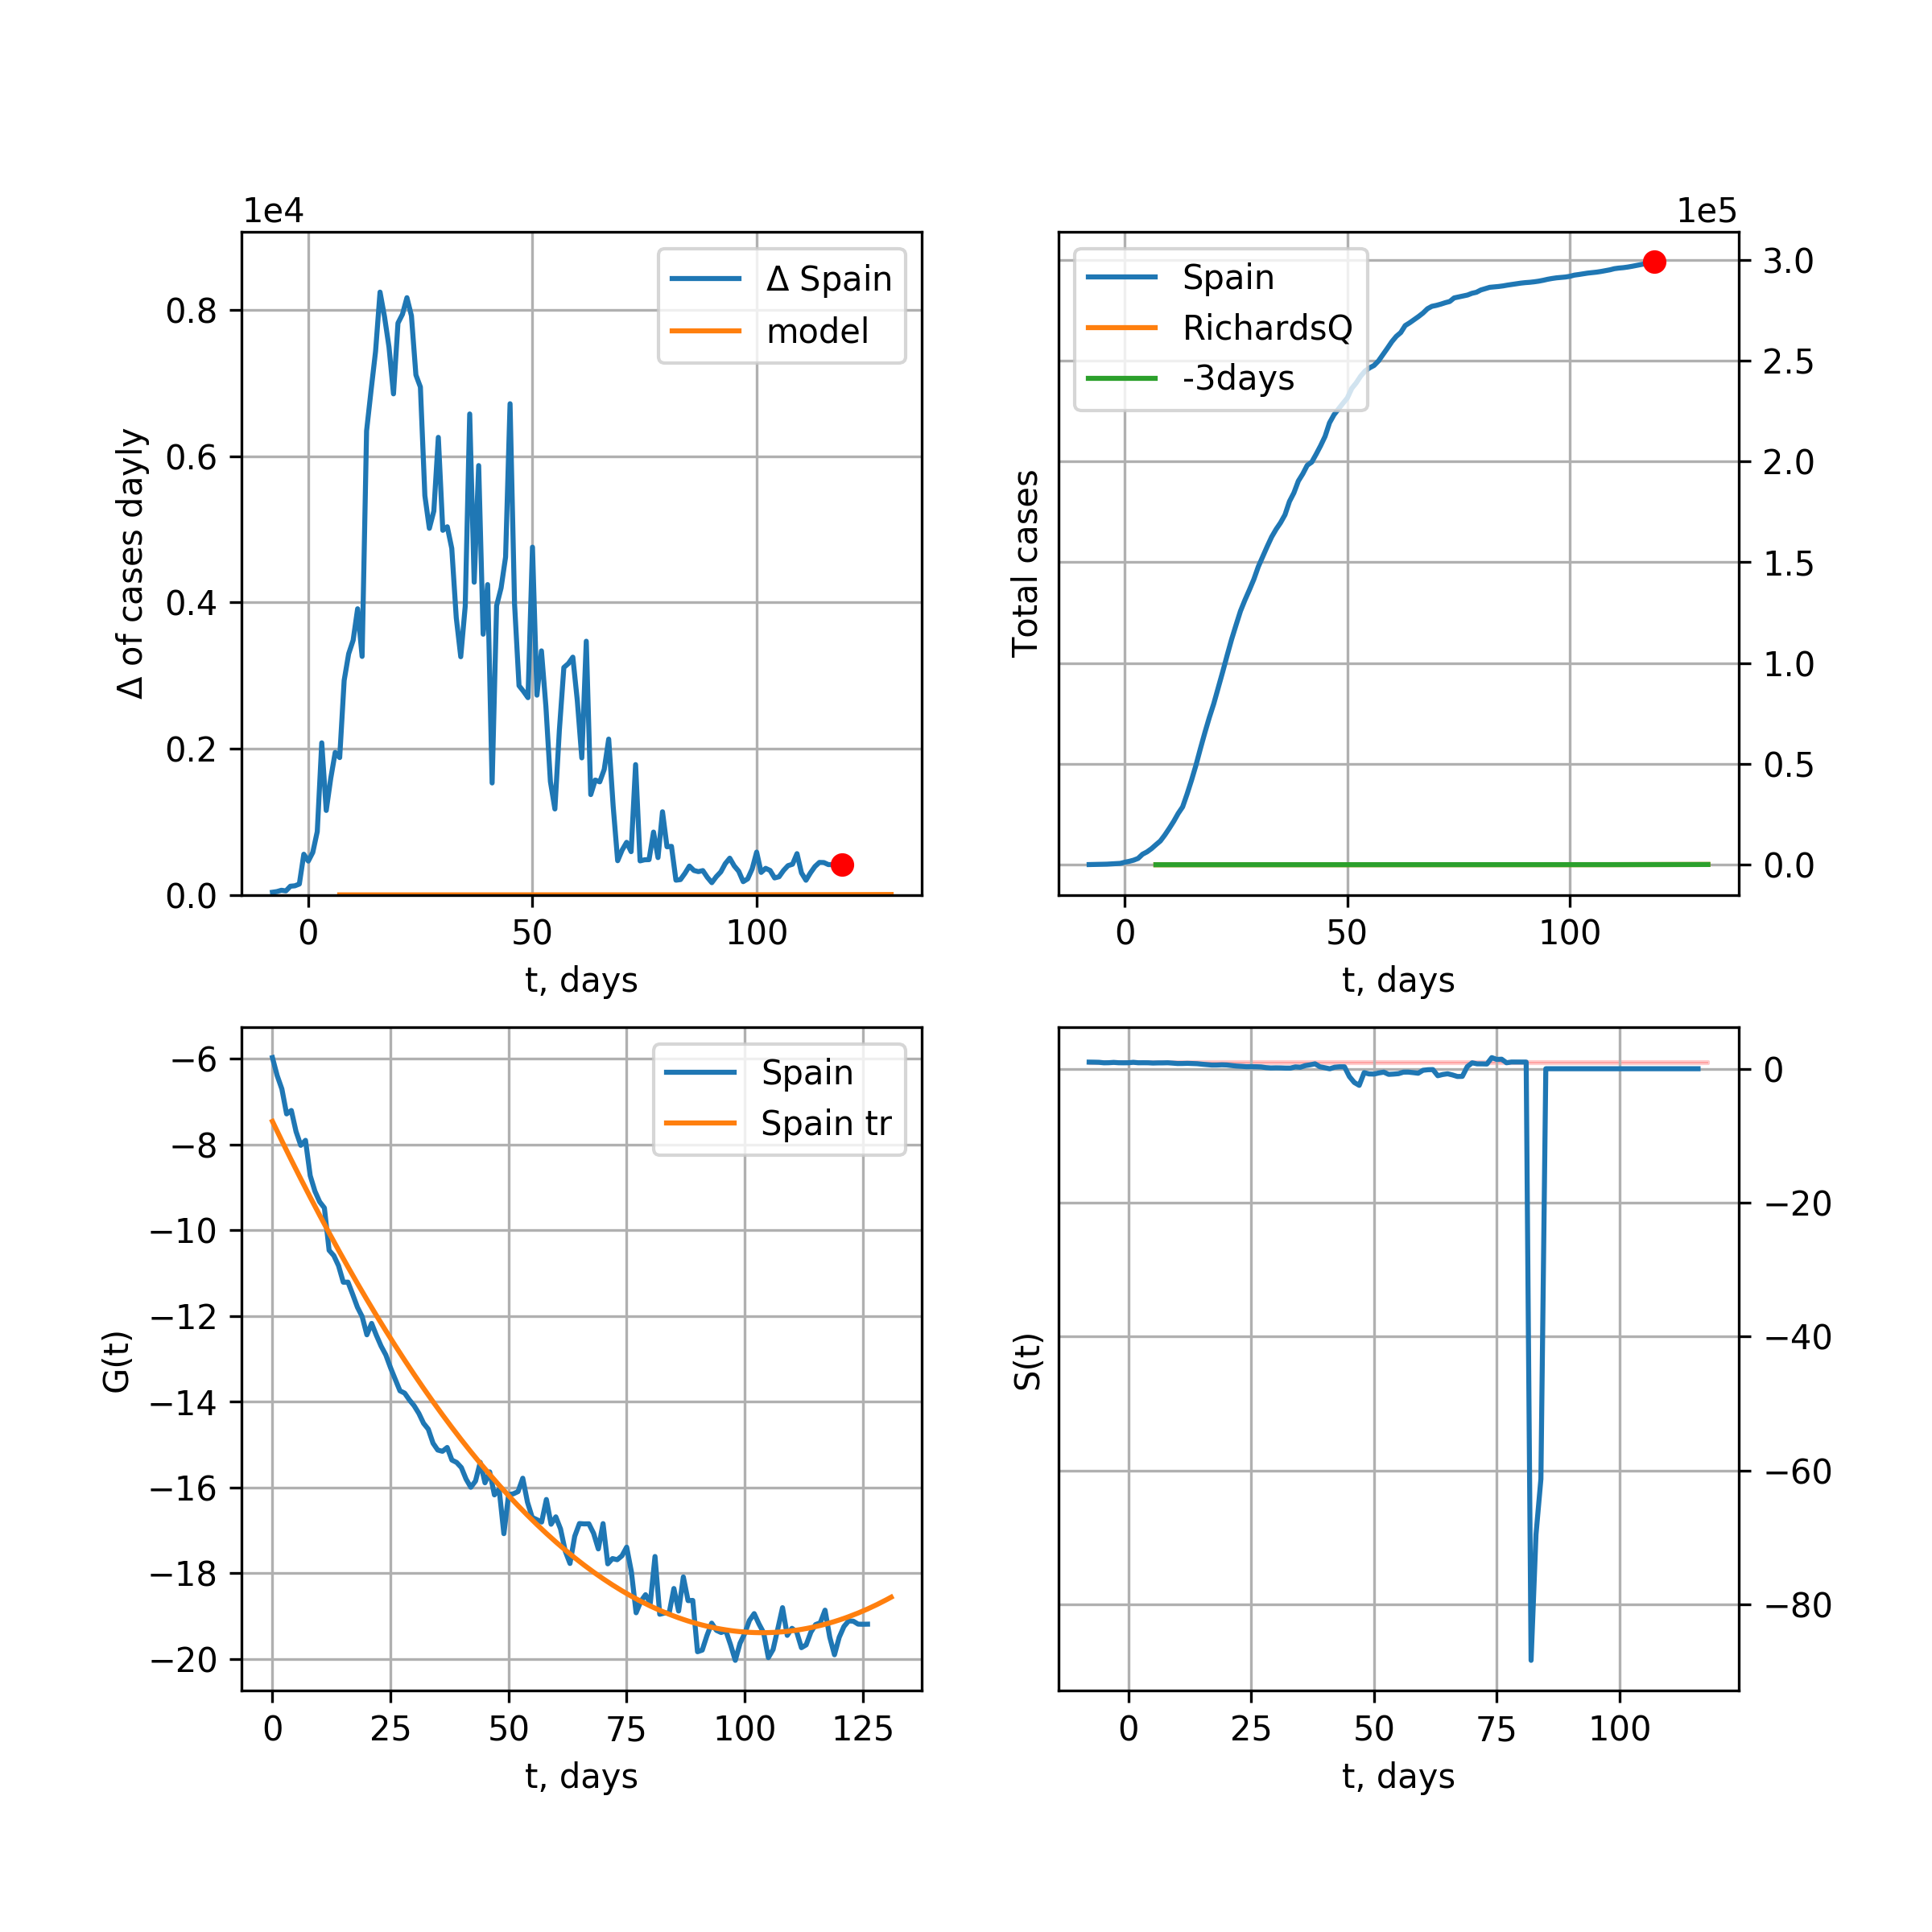 1e4
Δ of cases dayly
0.8
0.6
0.4
0.2
0.0
0 50 100
t, days
Δ Spain
model
1e5
Total cases
3.0
2.5
2.0
1.5
1.0
0.5
0.0
0 50 100
t, days
Spain
RichardsQ
-3days
G(t)
−6
−8
−10
−12
−14
−16
−18
−20
0 25 50 75 100 125
t, days
Spain
Spain tr
S(t)
0
−20
−40
−60
−80
0 25 50 75 100
t, days